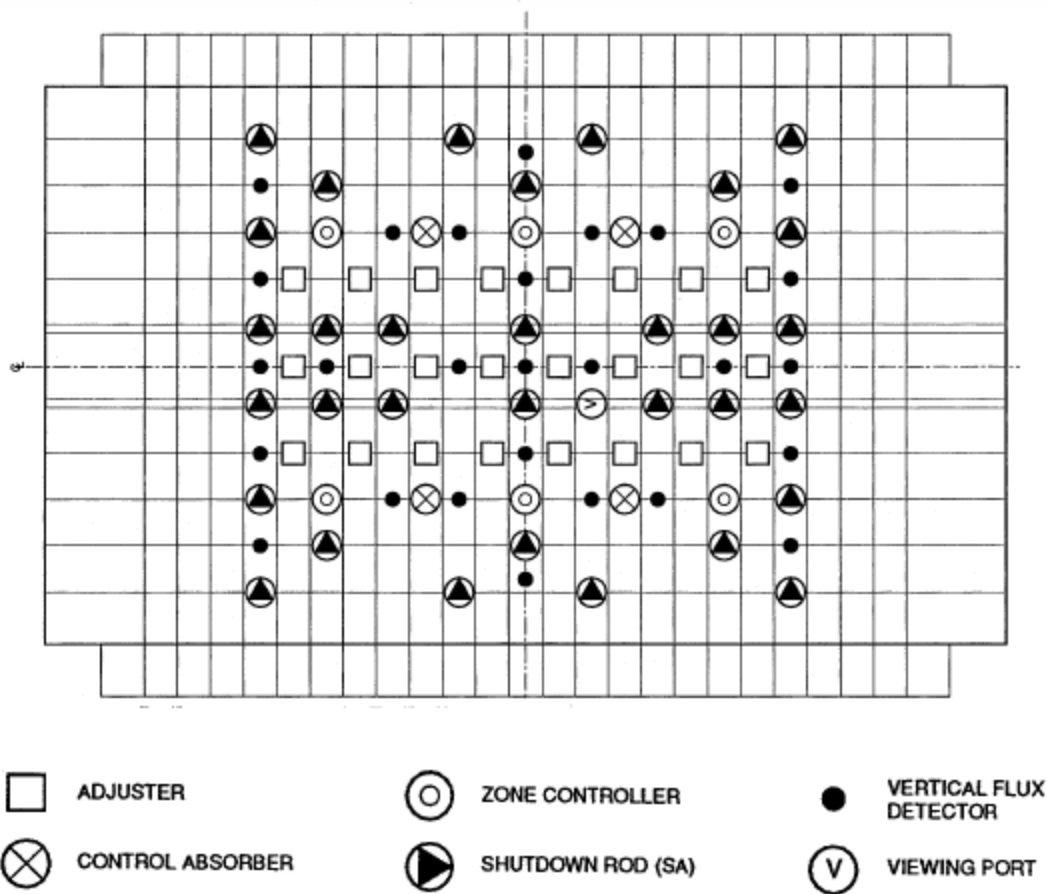 ℄
>
ADJUSTER
ZONE CONTROLLER
VERTICAL FLUX
DETECTOR
CONTROL ABSORBER
SHUTDOWN ROD (SA)
V
VIEWING PORT